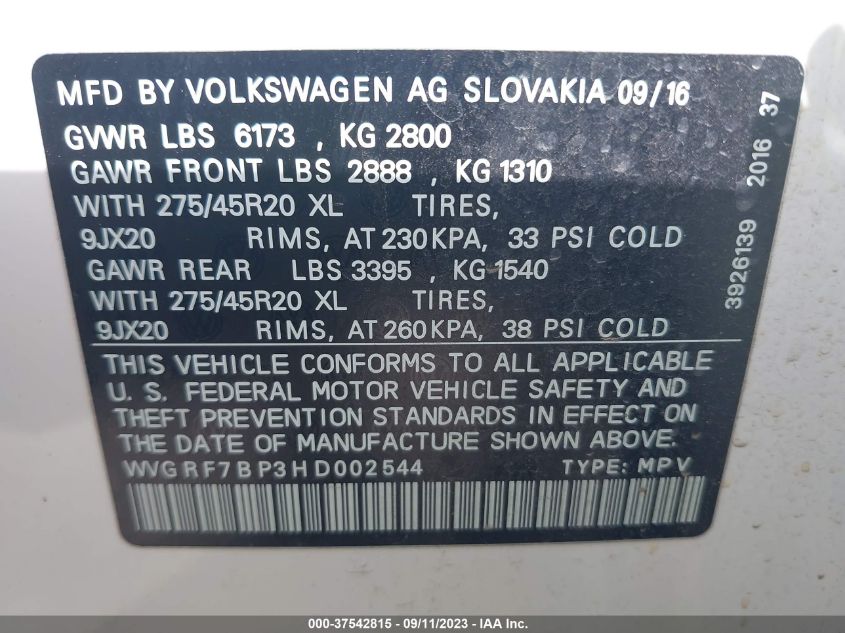 MFD BY VOLKSWAGEN AG SLOVAKIA 09/16
GVWR LBS 6173 , KG 2800
GAWR FRONT LBS 2888 , KG 1310
WITH 275/45R20 XL TIRES,
9JX20 RIMS, AT 230KPA, 33 PSI COLD
GAWR REAR LBS 3395 , KG 1540
WITH 275/45R20 XL TIRES,
9JX20 RIMS, AT 260KPA, 38 PSI COLD
THIS VEHICLE CONFORMS TO ALL APPLICABLE
U. S. FEDERAL MOTOR VEHICLE SAFETY AND
THEFT PREVENTION STANDARDS IN EFFECT ON
THE DATE OF MANUFACTURE SHOWN ABOVE.
WVGRF7BP3HD002544 TYPE: MPV
3926139 2016 37
000-37542815 - 09/11/2023 - IAA Inc.